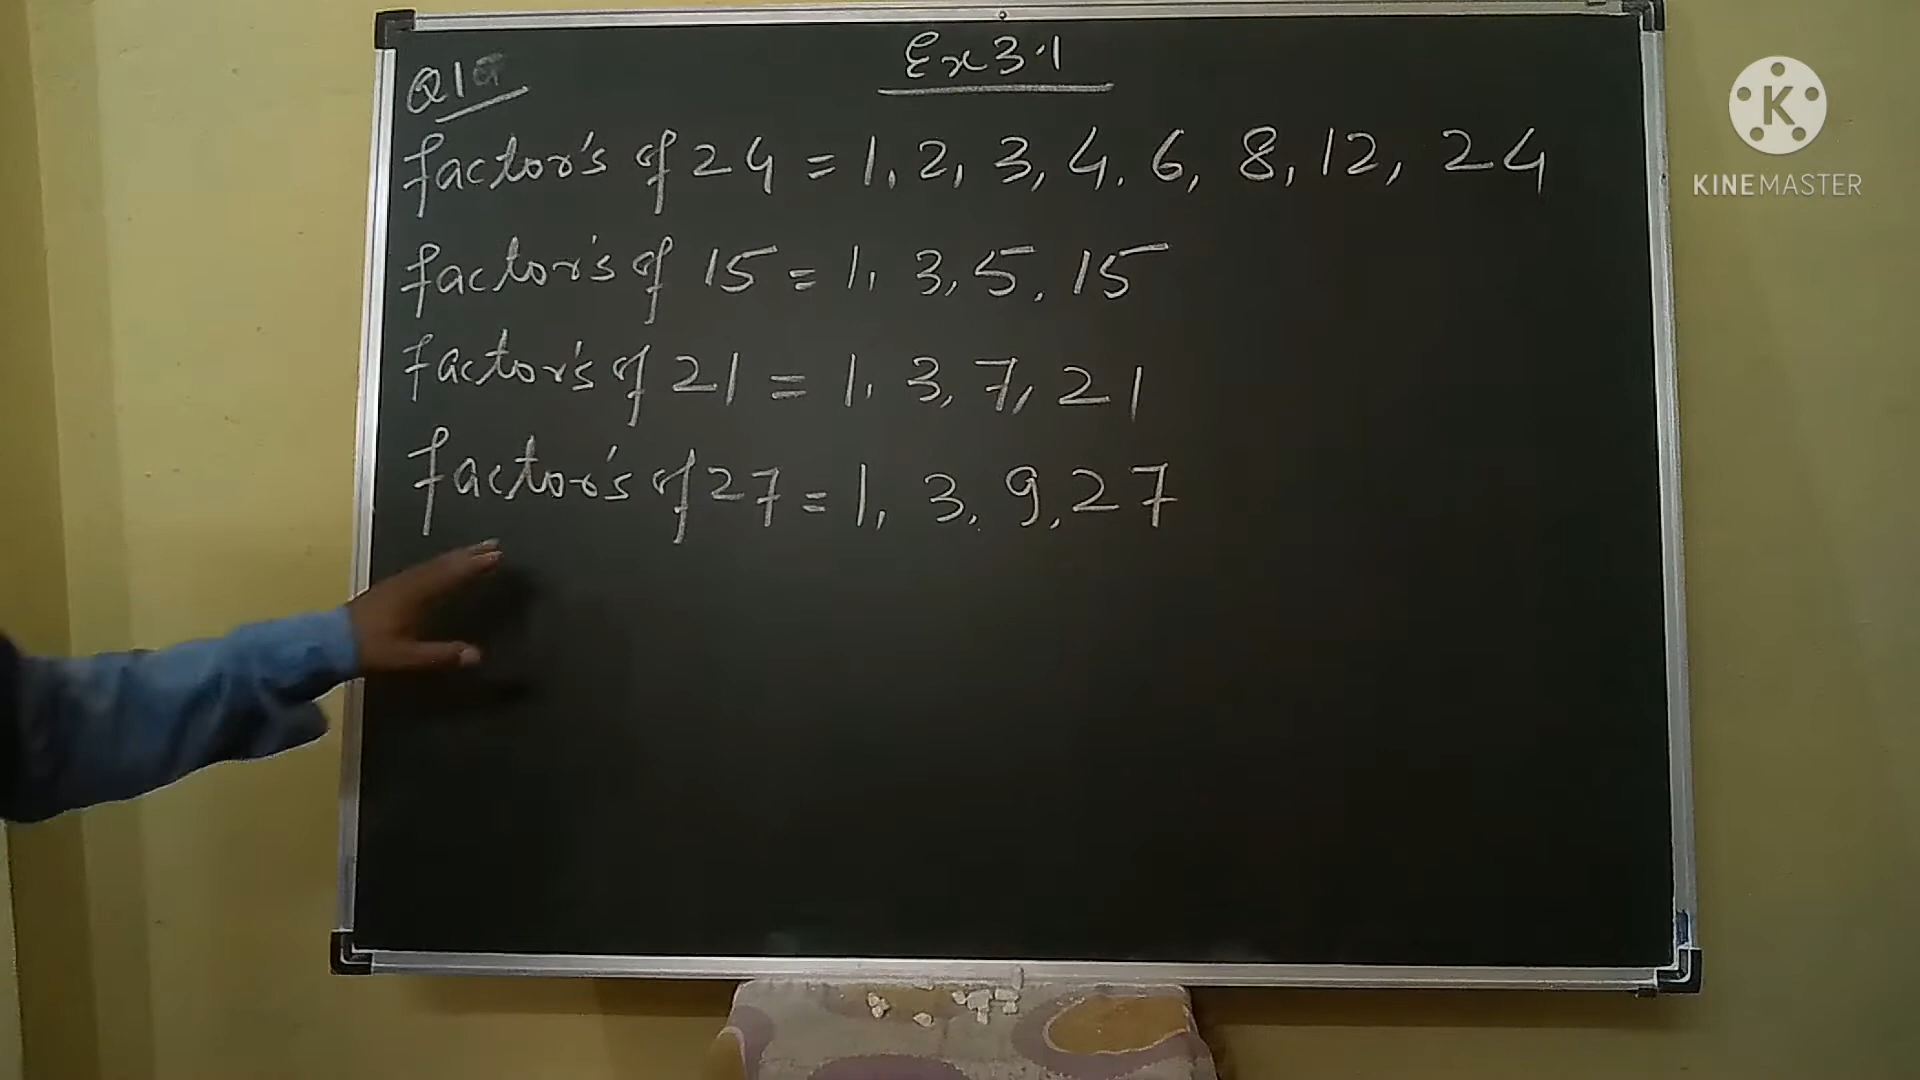 Ex 3.1
Q1
factor's of 24 = 1, 2, 3, 4, 6, 8, 12, 24
factor's of 15 = 1, 3, 5, 15
factor's of 21 = 1, 3, 7, 21
factor's of 27 = 1, 3, 9, 27
K
KINEMASTER